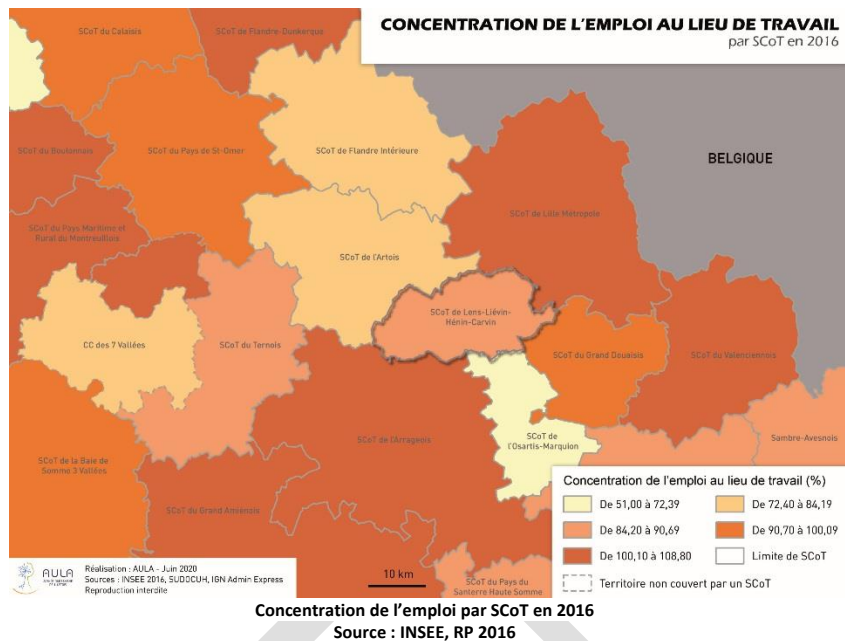 CONCENTRATION DE L'EMPLOI AU LIEU DE TRAVAIL
par SCoT en 2016
SCoT du Calaisis
SCoT de Flandre-Dunkerque
SCoT du Boulonnais
SCoT du Pays de St-Omer
SCoT de Flandre Intérieure
BELGIQUE
SCoT de Lille Métropole
SCoT du Pays Maritime et
Rural du Montreuillois
SCoT de l'Artois
SCoT de Lens-Liévin-
Hénin-Carvin
CC des 7 Vallées
SCoT du Ternois
SCoT du Grand Douaisis
SCoT du Valenciennois
SCoT de l'Arrageois
SCoT de
l'Osartis-Marquion
Sambre-Avesnois
SCoT de la Baie de
Somme 3 Vallées
SCoT du Grand Amiénois
SCoT du Pays du
Santerre Haute Somme
Concentration de l'emploi au lieu de travail (%)
De 51,00 à 72,39
De 72,40 à 84,19
De 84,20 à 90,69
De 90,70 à 100,09
De 100,10 à 108,80
Limite de SCoT
Territoire non couvert par un SCoT
AULA
Réalisation : AULA - Juin 2020
Sources : INSEE 2016, SUDOCUH, IGN Admin Express
Reproduction interdite
10 km
Concentration de l'emploi par SCoT en 2016
Source : INSEE, RP 2016